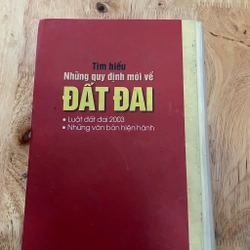 Tìm hiểu
Những quy định mới về
ĐẤT ĐAI
• Luật đất đai 2003
• Những văn bản hiện hành